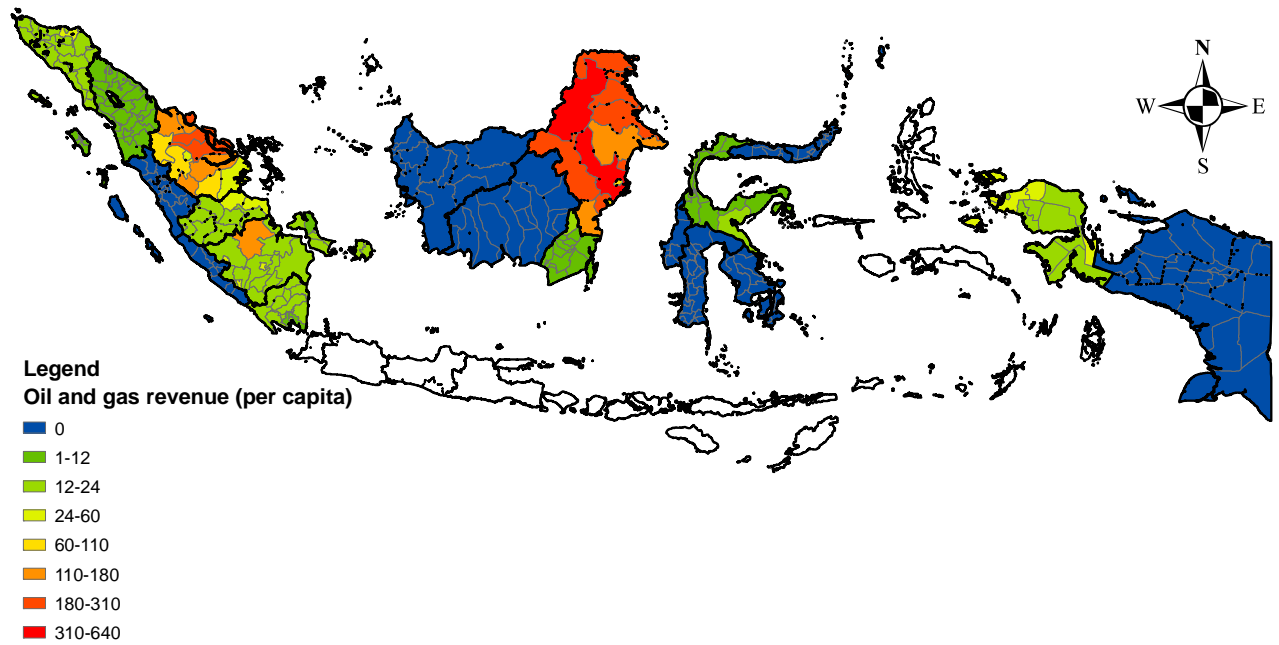 N
W E
S
Legend
Oil and gas revenue (per capita)
0
1-12
12-24
24-60
60-110
110-180
180-310
310-640